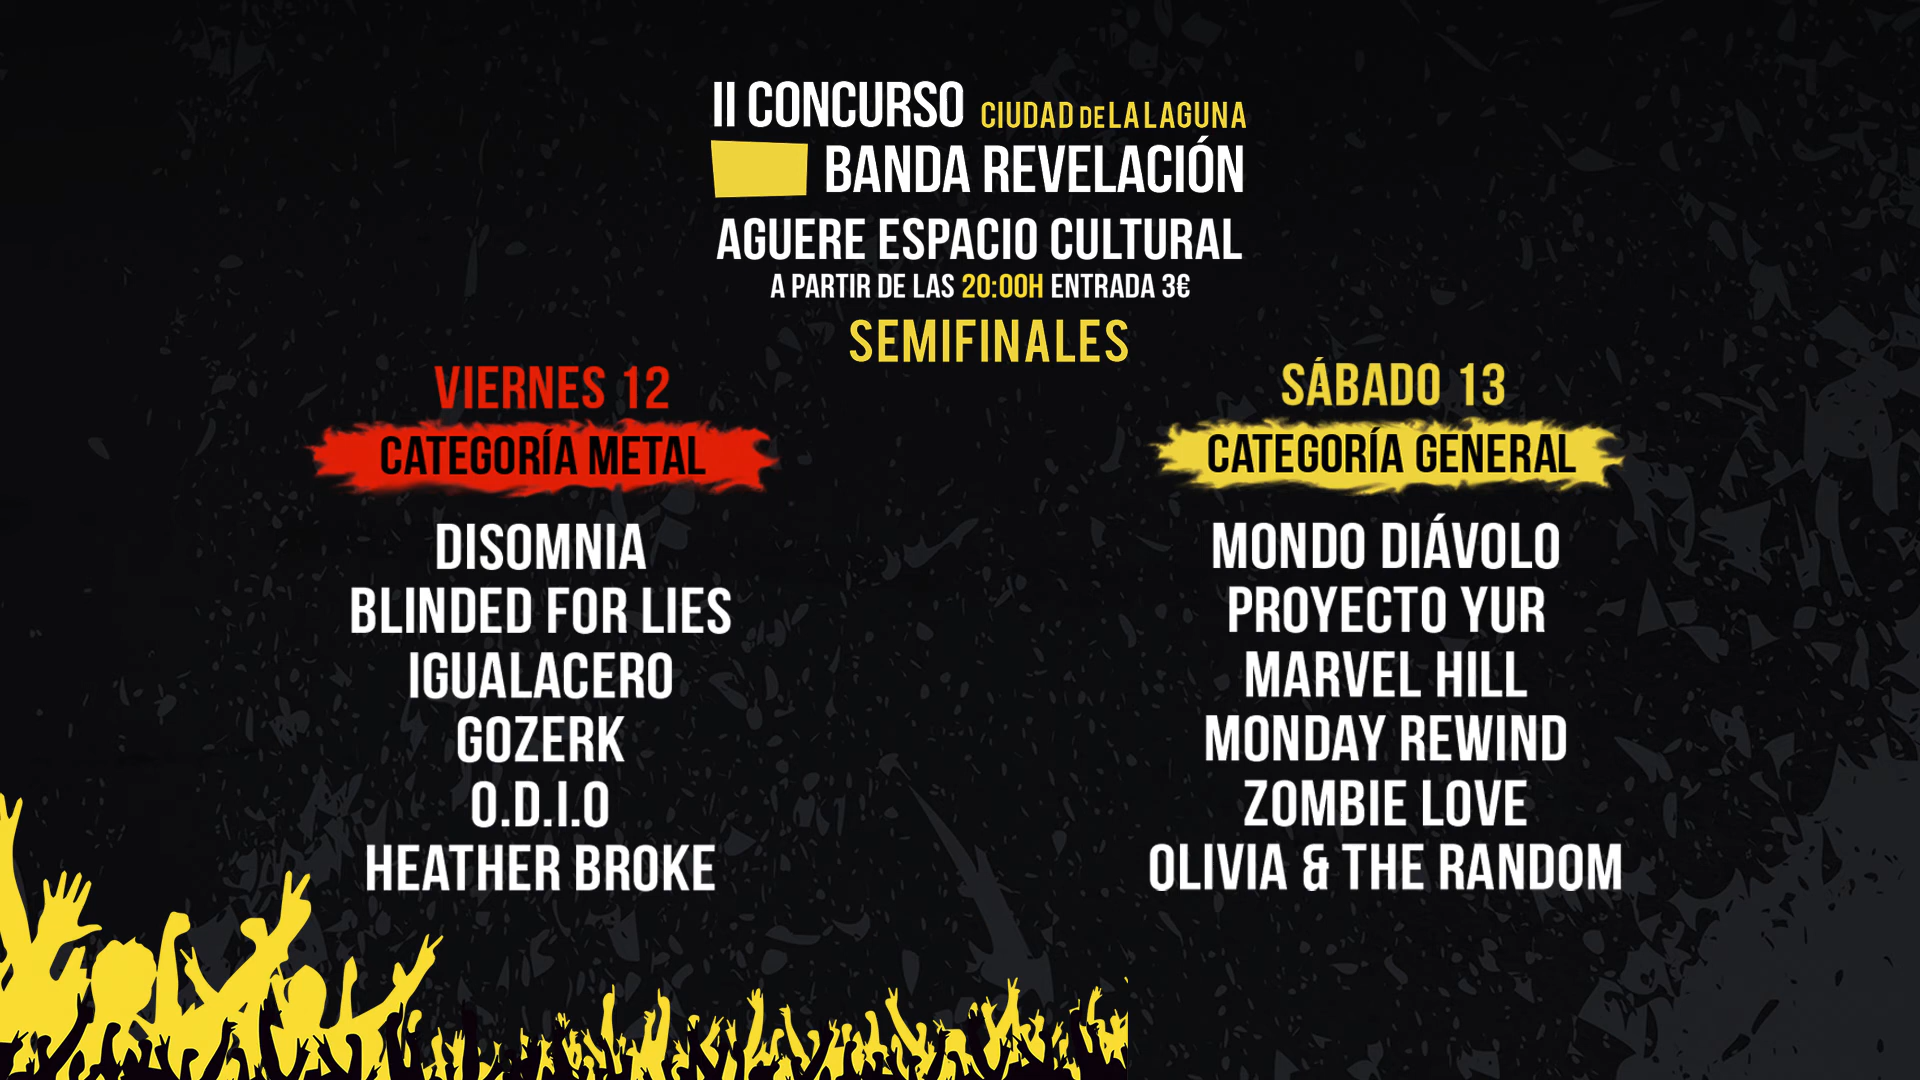 II CONCURSO CIUDAD DE LA LAGUNA
BANDA REVELACIÓN
AGUERE ESPACIO CULTURAL
A PARTIR DE LAS 20:00H ENTRADA 3€
SEMIFINALES
VIERNES 12
CATEGORÍA METAL
DISOMNIA
BLINDED FOR LIES
IGUALACERO
GOZERK
O.D.I.O
HEATHER BROKE
SÁBADO 13
CATEGORÍA GENERAL
MONDO DIÁVOLO
PROYECTO YUR
MARVEL HILL
MONDAY REWIND
ZOMBIE LOVE
OLIVIA & THE RANDOM